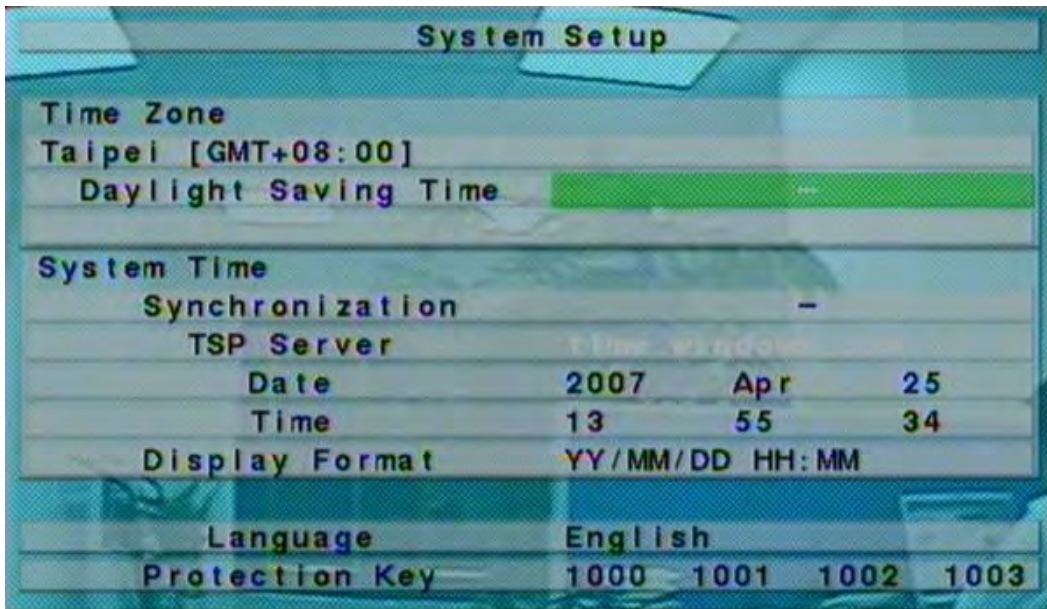 System Setup
Time Zone
Taipei [GMT+08:00]
Daylight Saving Time ...
System Time
Synchronization –
TSP Server time windows
Date 2007 Apr 25
Time 13 55 34
Display Format YY/MM/DD HH:MM
Language English
Protection Key 1000 1001 1002 1003